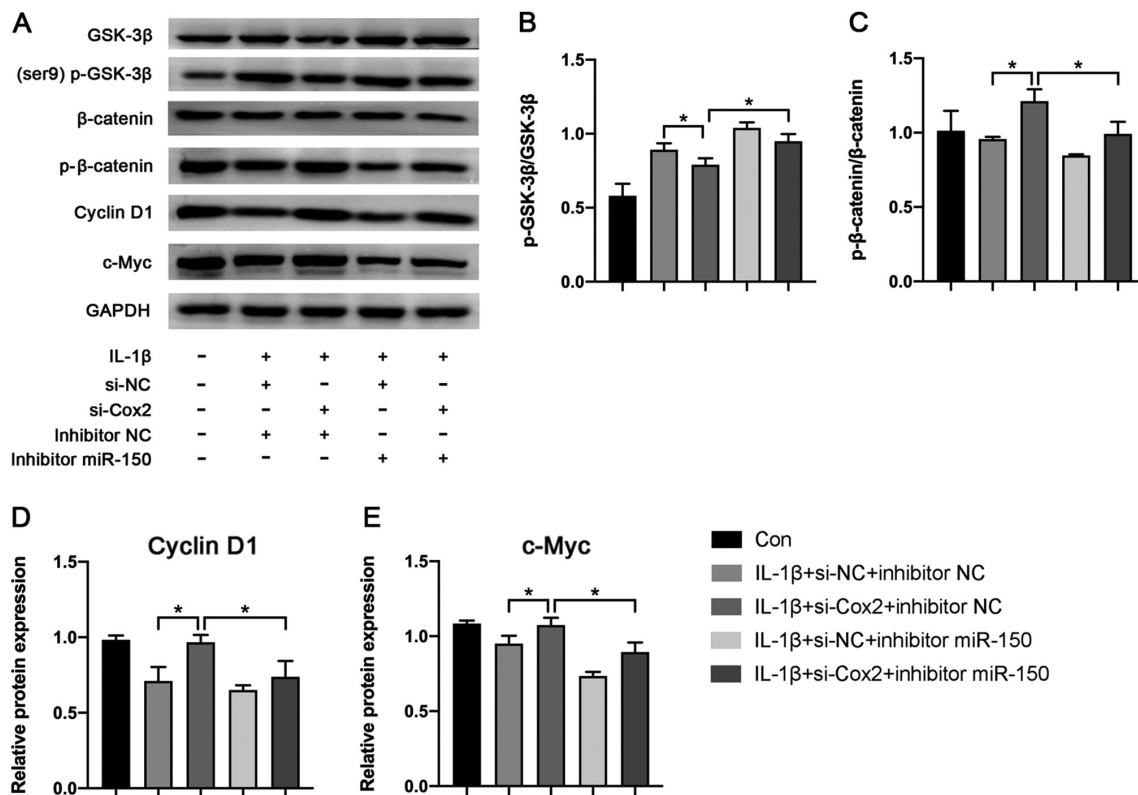 A
GSK-3β
(ser9) p-GSK-3β
β-catenin
p-β-catenin
Cyclin D1
c-Myc
GAPDH
IL-1β - + + + +
si-NC - + - + -
si-Cox2 - - + - +
Inhibitor NC - + + - -
Inhibitor miR-150 - - - + +
B
p-GSK-3β/GSK-3β
1.5
1.0
0.5
0.0
* *
C
p-β-catenin/β-catenin
1.5
1.0
0.5
0.0
* *
D
Cyclin D1
Relative protein expression
1.5
1.0
0.5
0.0
* *
E
c-Myc
Relative protein expression
1.5
1.0
0.5
0.0
* *
Con
IL-1β+si-NC+inhibitor NC
IL-1β+si-Cox2+inhibitor NC
IL-1β+si-NC+inhibitor miR-150
IL-1β+si-Cox2+inhibitor miR-150